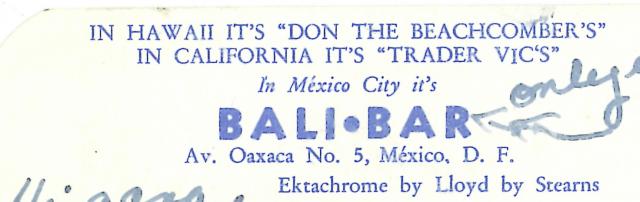 IN HAWAII IT'S "DON THE BEACHCOMBER'S"
IN CALIFORNIA IT'S "TRADER VIC'S"
In México City it's
BALI•BAR
Av. Oaxaca No. 5, México, D. F.
Ektachrome by Lloyd by Stearns